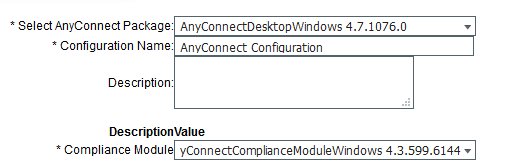 * Select AnyConnect Package: AnyConnectDesktopWindows 4.7.1076.0
* Configuration Name: AnyConnect Configuration
Description:
DescriptionValue
* Compliance Module yConnectComplianceModuleWindows 4.3.599.6144